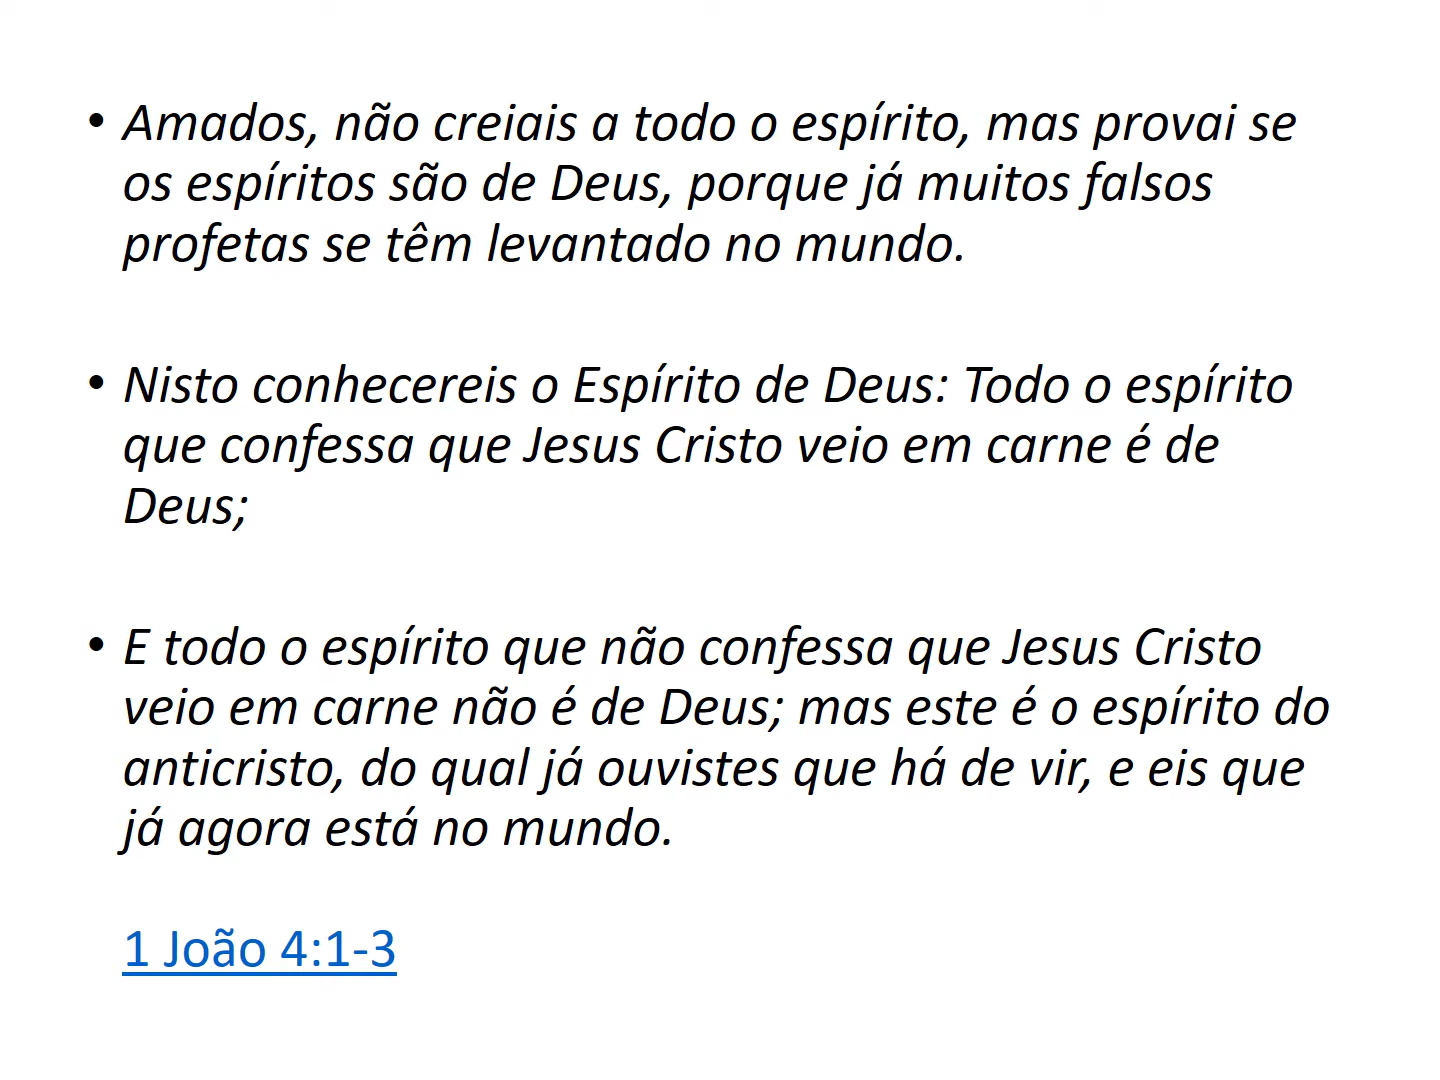 • Amados, não creiais a todo o espírito, mas provai se
os espíritos são de Deus, porque já muitos falsos
profetas se têm levantado no mundo.
• Nisto conhecereis o Espírito de Deus: Todo o espírito
que confessa que Jesus Cristo veio em carne é de
Deus;
• E todo o espírito que não confessa que Jesus Cristo
veio em carne não é de Deus; mas este é o espírito do
anticristo, do qual já ouvistes que há de vir, e eis que
já agora está no mundo.
1 João 4:1-3